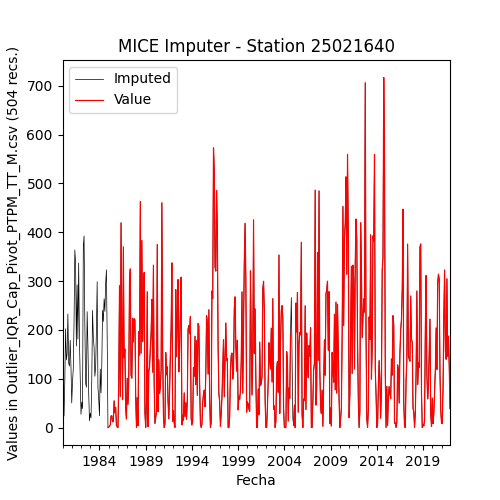 MICE Imputer - Station 25021640
Values in Outlier_IQR_Cap_Pivot_PTPM_TT_M.csv (504 recs.)
Imputed
Value
700
600
500
400
300
200
100
0
1984 1989 1994 1999 2004 2009 2014 2019
Fecha